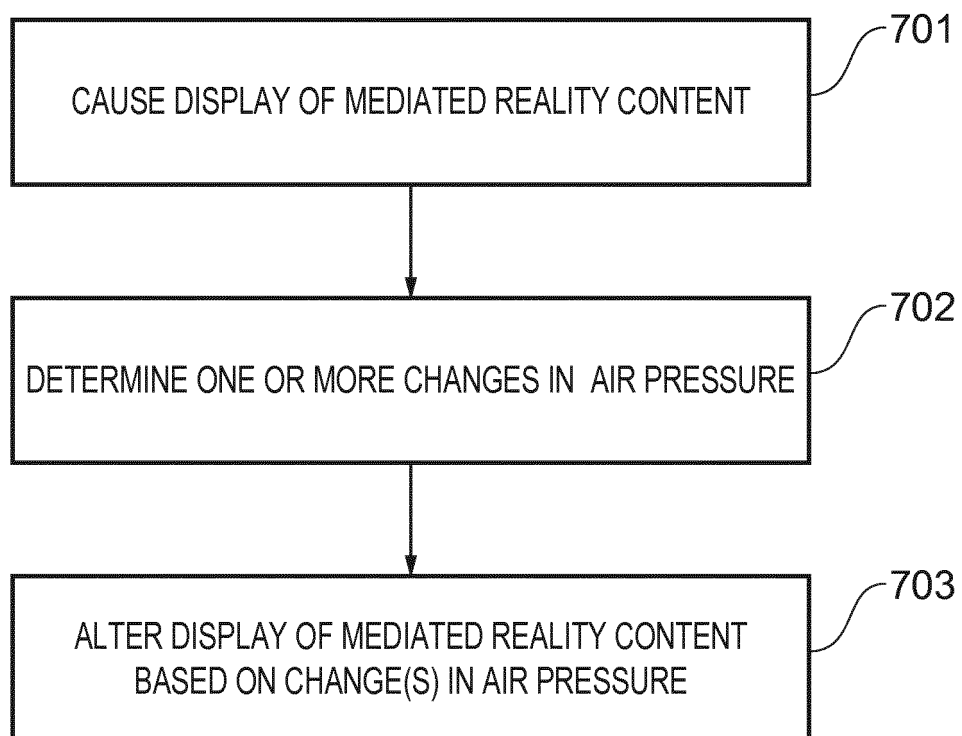 701
CAUSE DISPLAY OF MEDIATED REALITY CONTENT
702
DETERMINE ONE OR MORE CHANGES IN AIR PRESSURE
703
ALTER DISPLAY OF MEDIATED REALITY CONTENT
BASED ON CHANGE(S) IN AIR PRESSURE